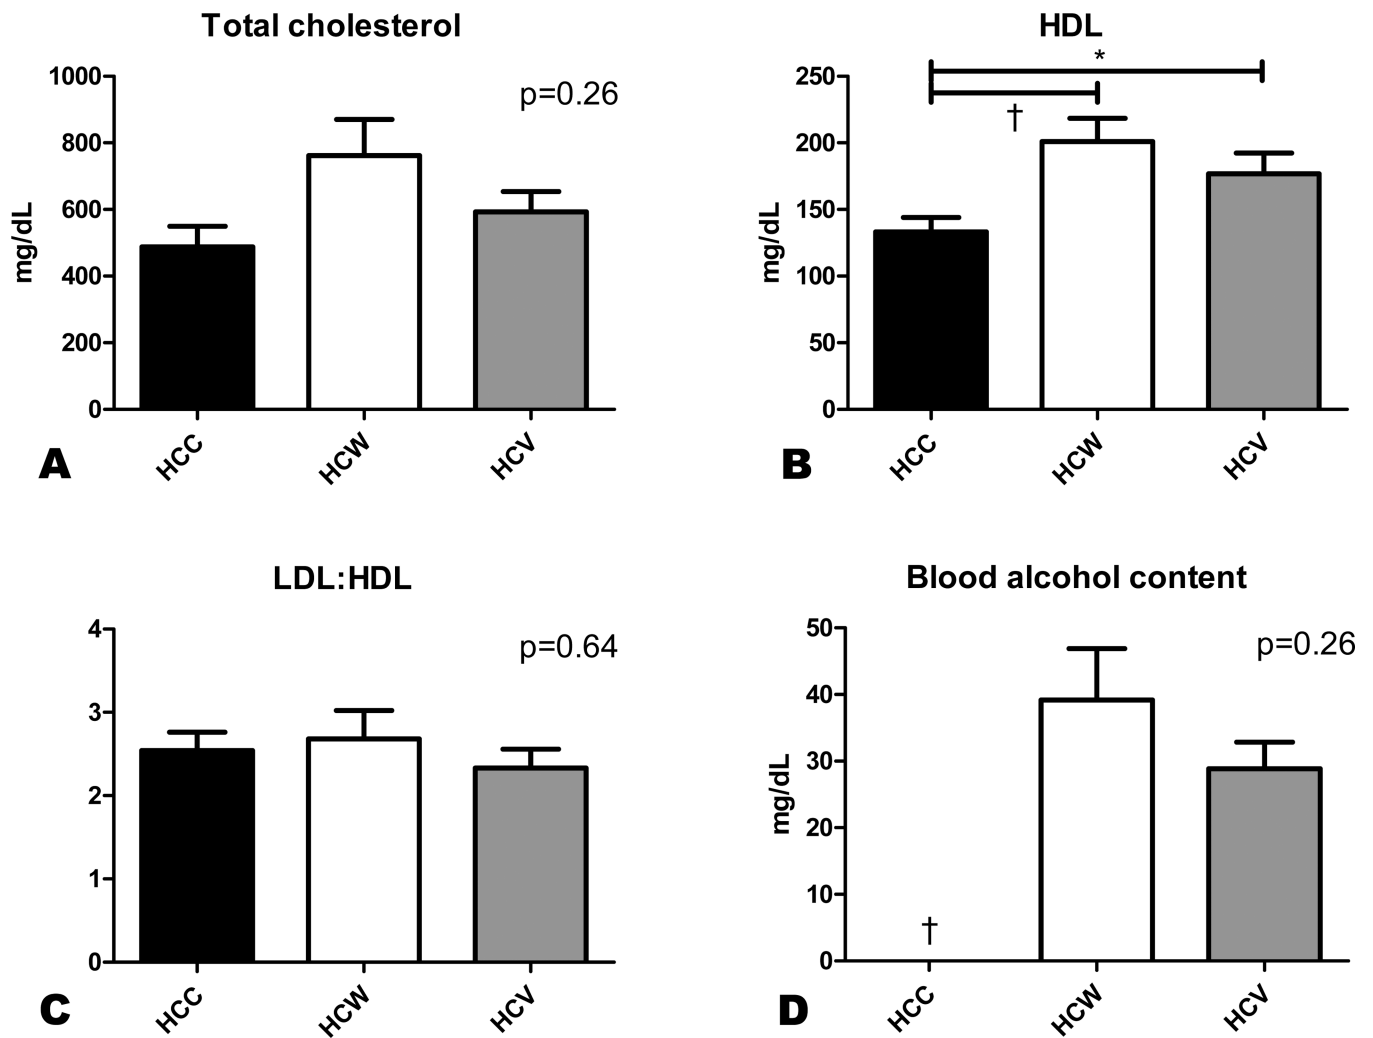 Total cholesterol
p=0.26
mg/dL
1000
800
600
400
200
0
HCC
HCW
HCV
A
HDL
*
†
mg/dL
250
200
150
100
50
0
HCC
HCW
HCV
B
LDL:HDL
p=0.64
4
3
2
1
0
HCC
HCW
HCV
C
Blood alcohol content
p=0.26
mg/dL
50
40
30
20
10
0
†
HCC
HCW
HCV
D